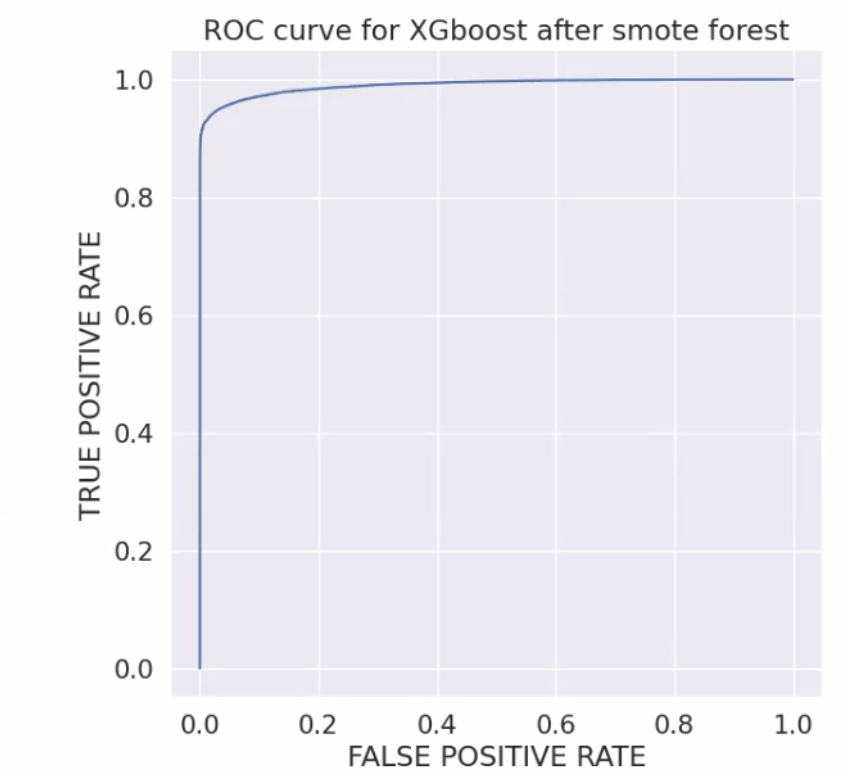 ROC curve for XGboost after smote forest
1.0
0.8
0.6
0.4
0.2
0.0
TRUE POSITIVE RATE
0.0 0.2 0.4 0.6 0.8 1.0
FALSE POSITIVE RATE